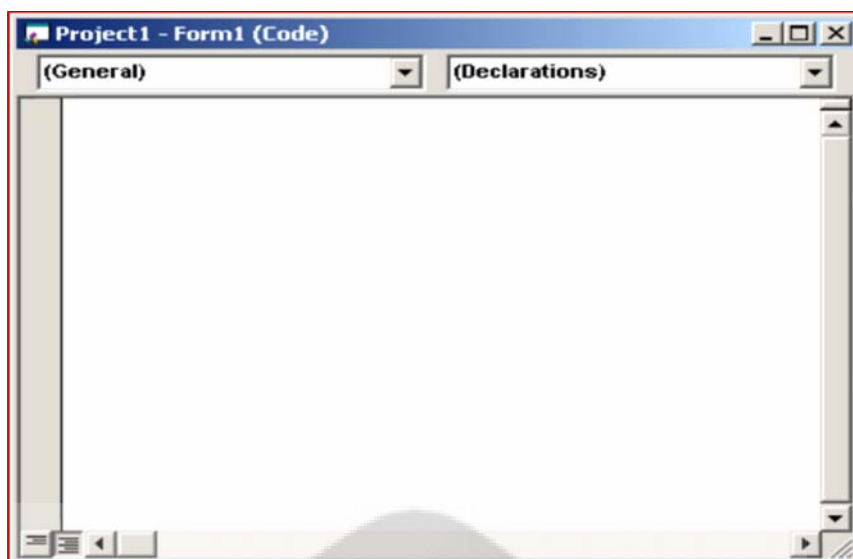 Project1 - Form1 (Code)
(General) (Declarations)